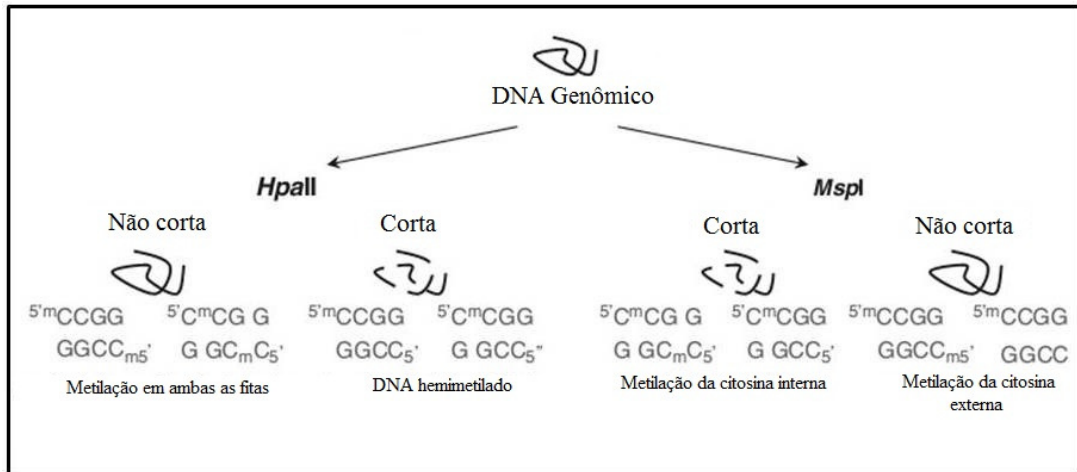 DNA Genômico
HpaII MspI
Não corta Corta Corta Não corta
5'mCCGG 5'CmCG G 5'mCCGG 5'CmCGG 5'CmCG G 5'CmCGG 5'mCCGG 5'mCCGG
GGCCm5' G GCmC5' GGCC5' G GCC5" G GCmC5' G GCC5' GGCCm5' GGCC
Metilação em ambas as fitas DNA hemimetilado Metilação da citosina interna Metilação da citosina
externa